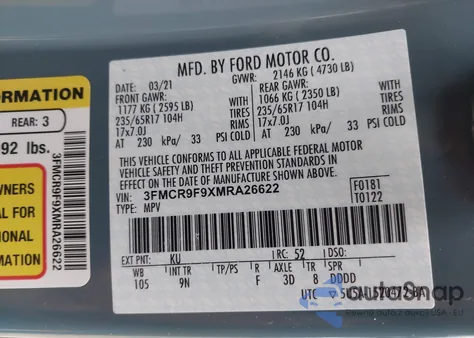 ORMATION
REAR: 3
92 lbs.
3FMCR9F9XMRA26622
WNERS
FOR
ONAL
MATION
MFD. BY FORD MOTOR CO.
DATE: 03/21 GVWR: 2146 KG ( 4730 LB)
FRONT GAWR: REAR GAWR:
1177 KG ( 2595 LB) WITH 1066 KG ( 2350 LB) WITH
235/65R17 104H TIRES 235/65R17 104H TIRES
17x7.0J RIMS 17x7.0J RIMS
AT 230 kPa/ 33 PSI COLD AT 230 kPa/ 33 PSI COLD
THIS VEHICLE CONFORMS TO ALL APPLICABLE FEDERAL MOTOR
VEHICLE SAFETY AND THEFT PREVENTION STANDARDS IN EFFECT ON
THE DATE OF MANUFACTURE SHOWN ABOVE.
VIN: 3FMCR9F9XMRA26622 F0181
TYPE: MPV T0122
EXT PNT: KU RC: 52 DSO:
WB INT TR TP/PS R AXLE TR SPR
105 9N F 3D 8 DDDD
UTC
autoSnap